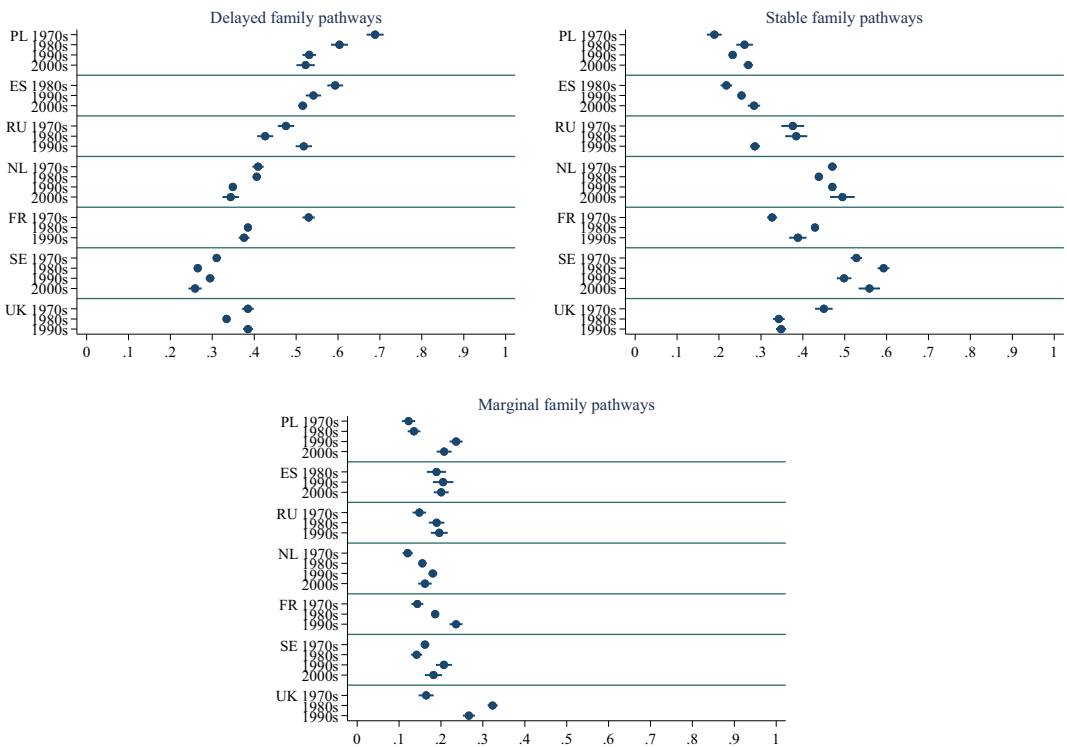 Delayed family pathways
PL 1970s
1980s
1990s
2000s
ES 1980s
1990s
2000s
RU 1970s
1980s
1990s
NL 1970s
1980s
1990s
2000s
FR 1970s
1980s
1990s
SE 1970s
1980s
1990s
2000s
UK 1970s
1980s
1990s
0 .1 .2 .3 .4 .5 .6 .7 .8 .9 1
Stable family pathways
PL 1970s
1980s
1990s
2000s
ES 1980s
1990s
2000s
RU 1970s
1980s
1990s
NL 1970s
1980s
1990s
2000s
FR 1970s
1980s
1990s
SE 1970s
1980s
1990s
2000s
UK 1970s
1980s
1990s
0 .1 .2 .3 .4 .5 .6 .7 .8 .9 1
Marginal family pathways
PL 1970s
1980s
1990s
2000s
ES 1980s
1990s
2000s
RU 1970s
1980s
1990s
NL 1970s
1980s
1990s
2000s
FR 1970s
1980s
1990s
SE 1970s
1980s
1990s
2000s
UK 1970s
1980s
1990s
0 .1 .2 .3 .4 .5 .6 .7 .8 .9 1